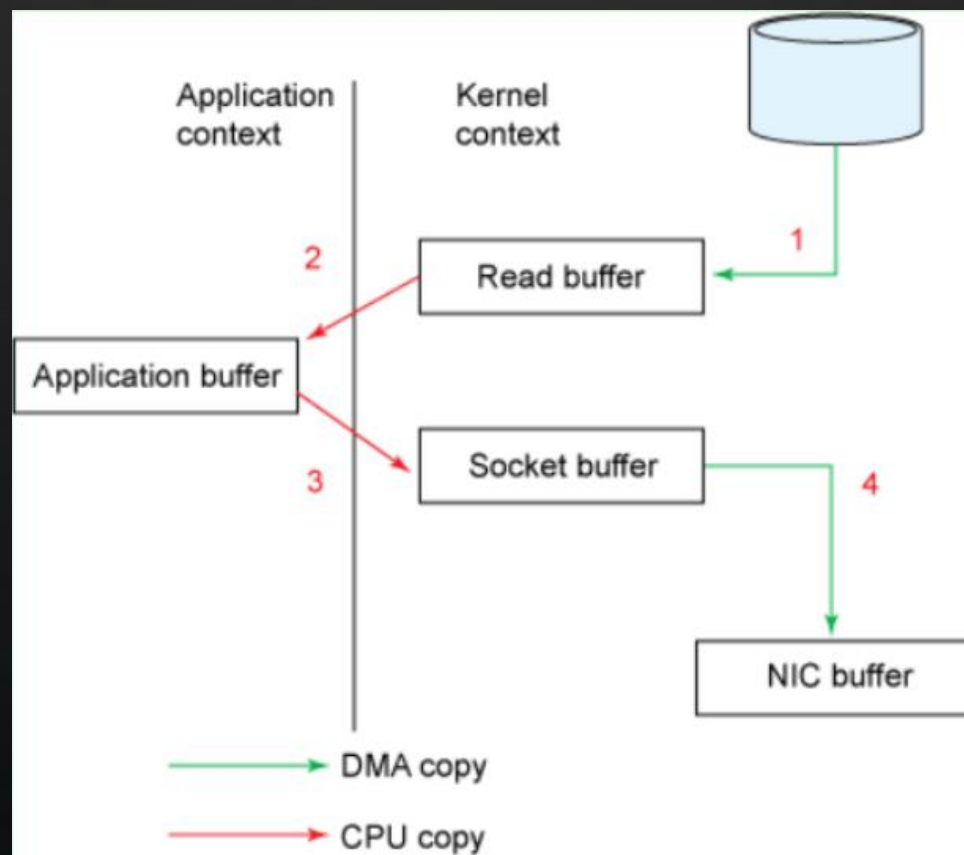 Application
context
Kernel
context
1
2
Read buffer
Application buffer
Socket buffer
3
4
NIC buffer
DMA copy
CPU copy